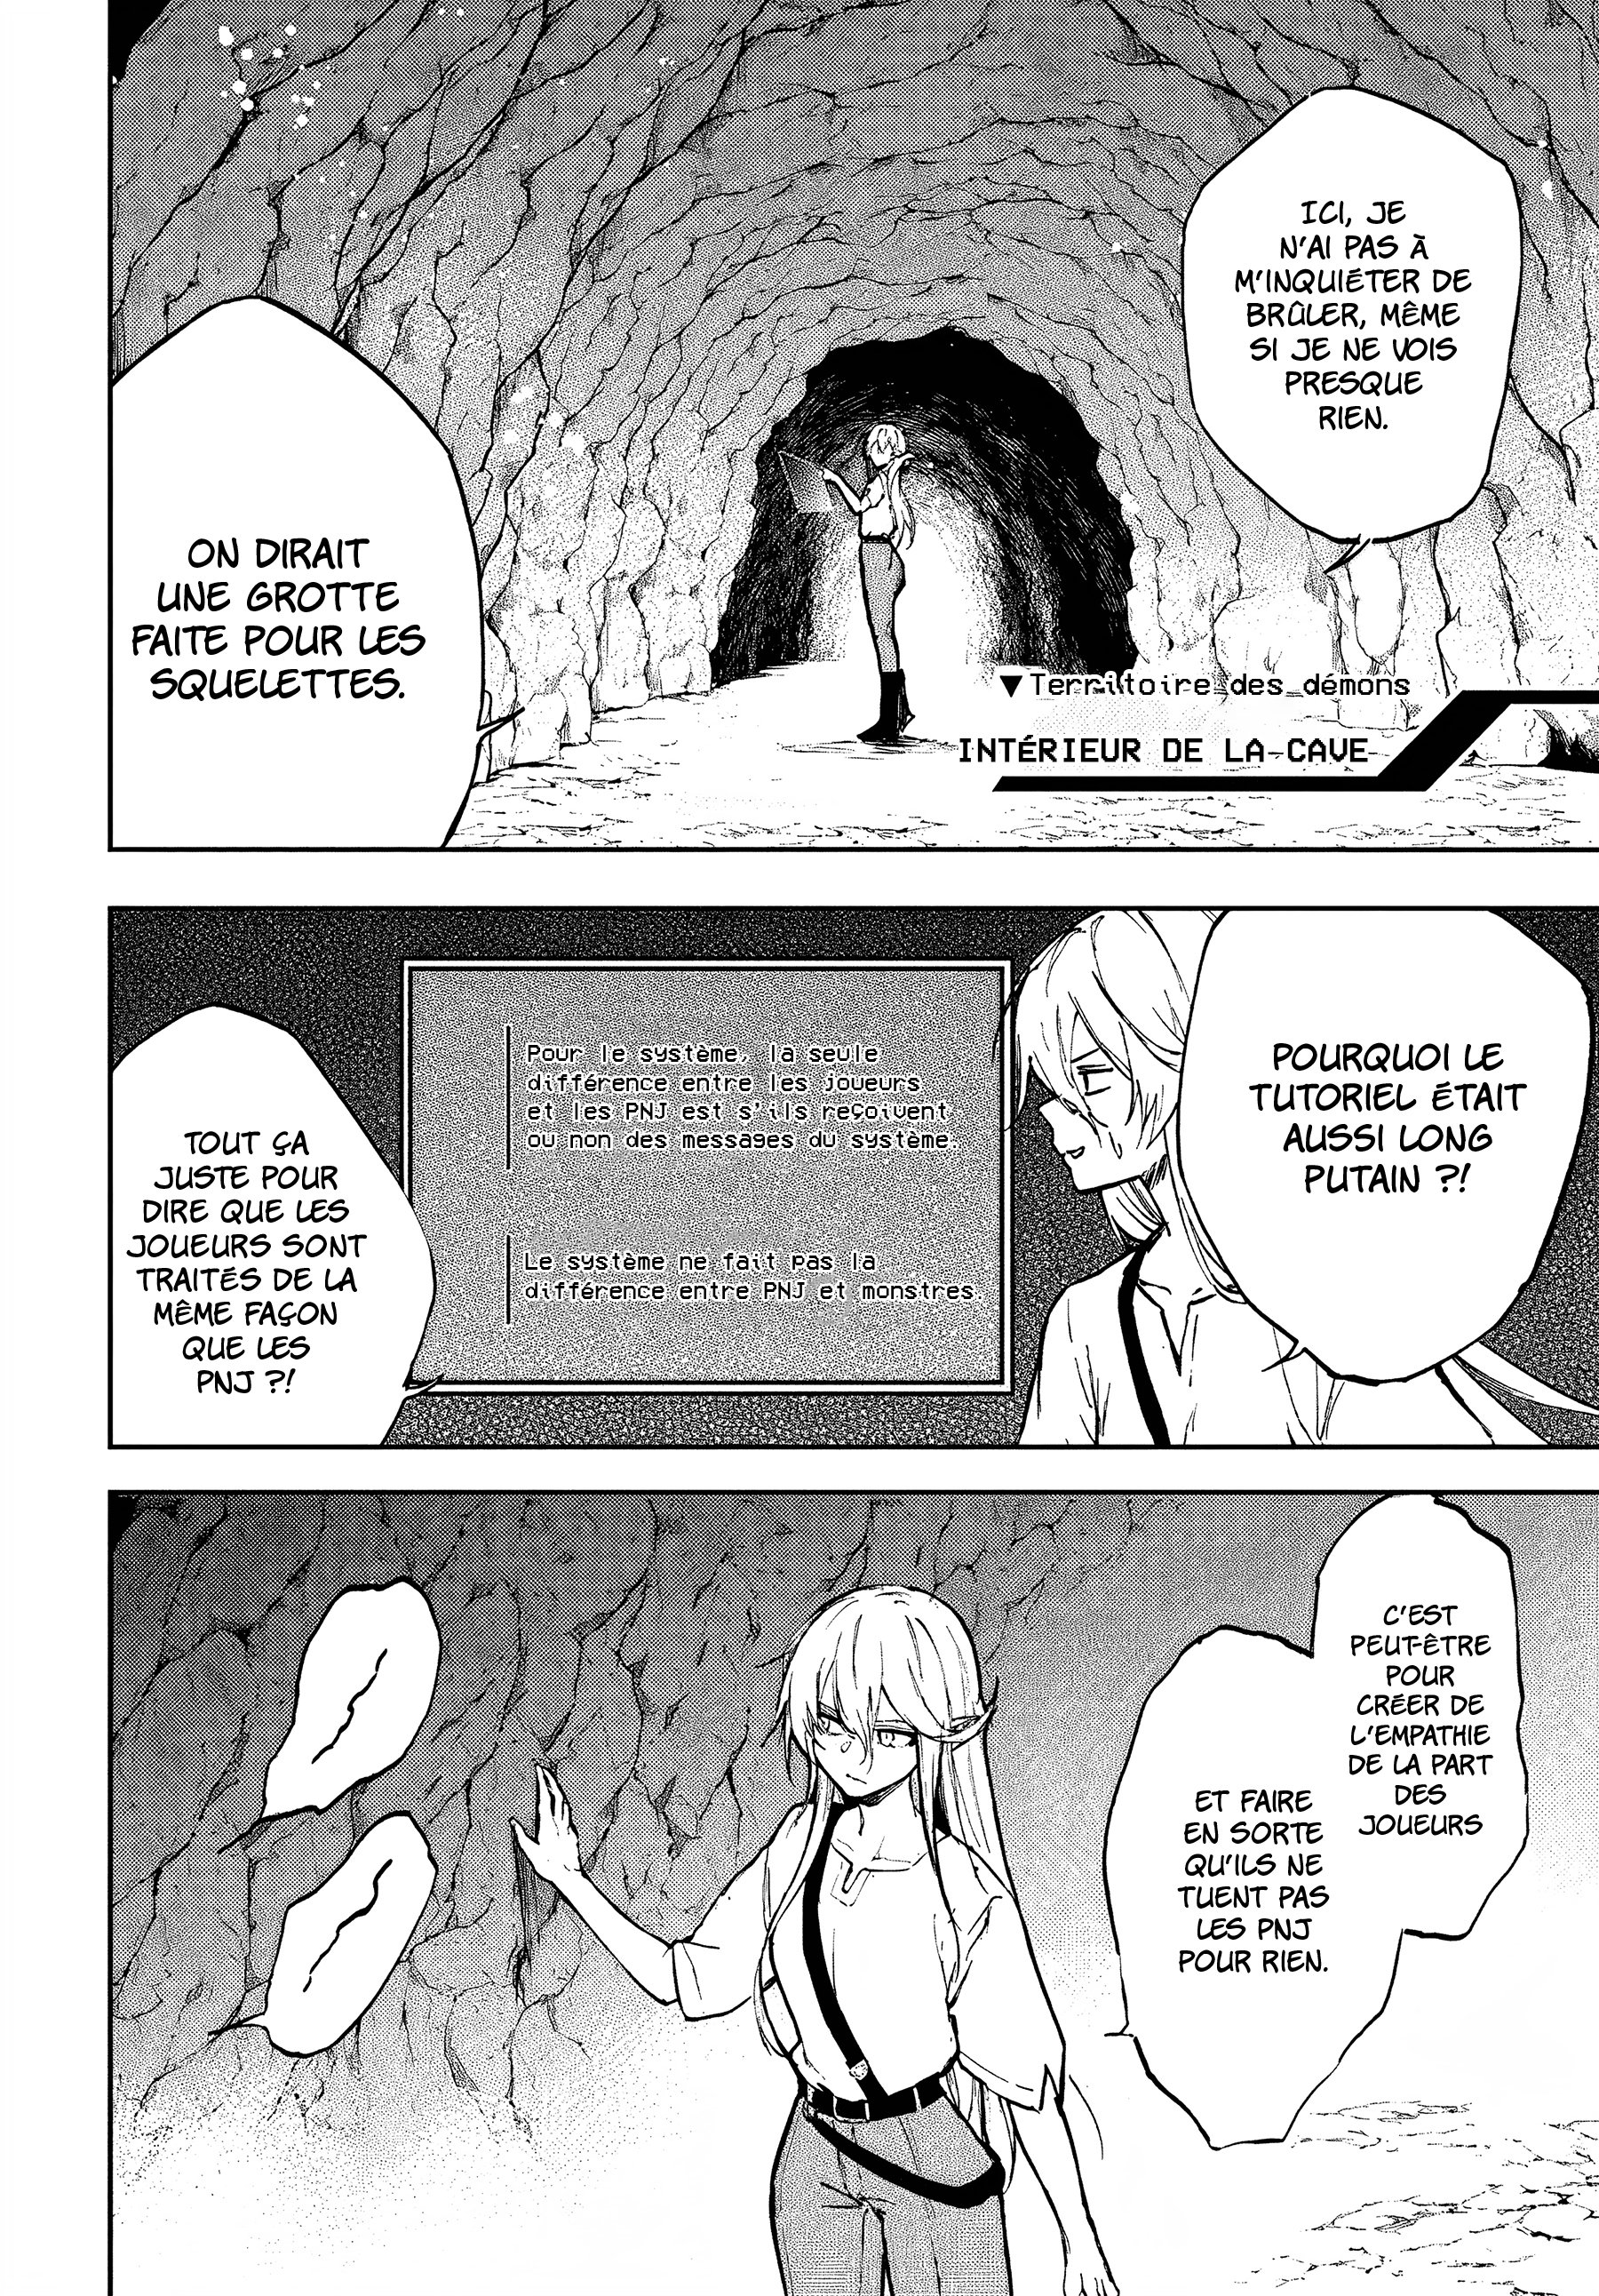 ICI, JE
N'AI PAS À
M'INQUIÉTER DE
BRÛLER, MÊME
SI JE NE VOIS
PRESQUE
RIEN.
ON DIRAIT
UNE GROTTE
FAITE POUR LES
SQUELETTES.
▼Territoire des démons
INTÉRIEUR DE LA CAVE
POURQUOI LE
TUTORIEL ÉTAIT
AUSSI LONG
PUTAIN ?!
Pour le système, la seule
différence entre les joueurs
et les PNJ est s'ils reçoivent
ou non des messages du système.
Le système ne fait pas la
différence entre PNJ et monstres
TOUT ÇA
JUSTE POUR
DIRE QUE LES
JOUEURS SONT
TRAITÉS DE LA
MÊME FAÇON
QUE LES
PNJ ?!
C'EST
PEUT-ÊTRE
POUR
CRÉER DE
L'EMPATHIE
DE LA PART
DES
JOUEURS
ET FAIRE
EN SORTE
QU'ILS NE
TUENT PAS
LES PNJ
POUR RIEN.